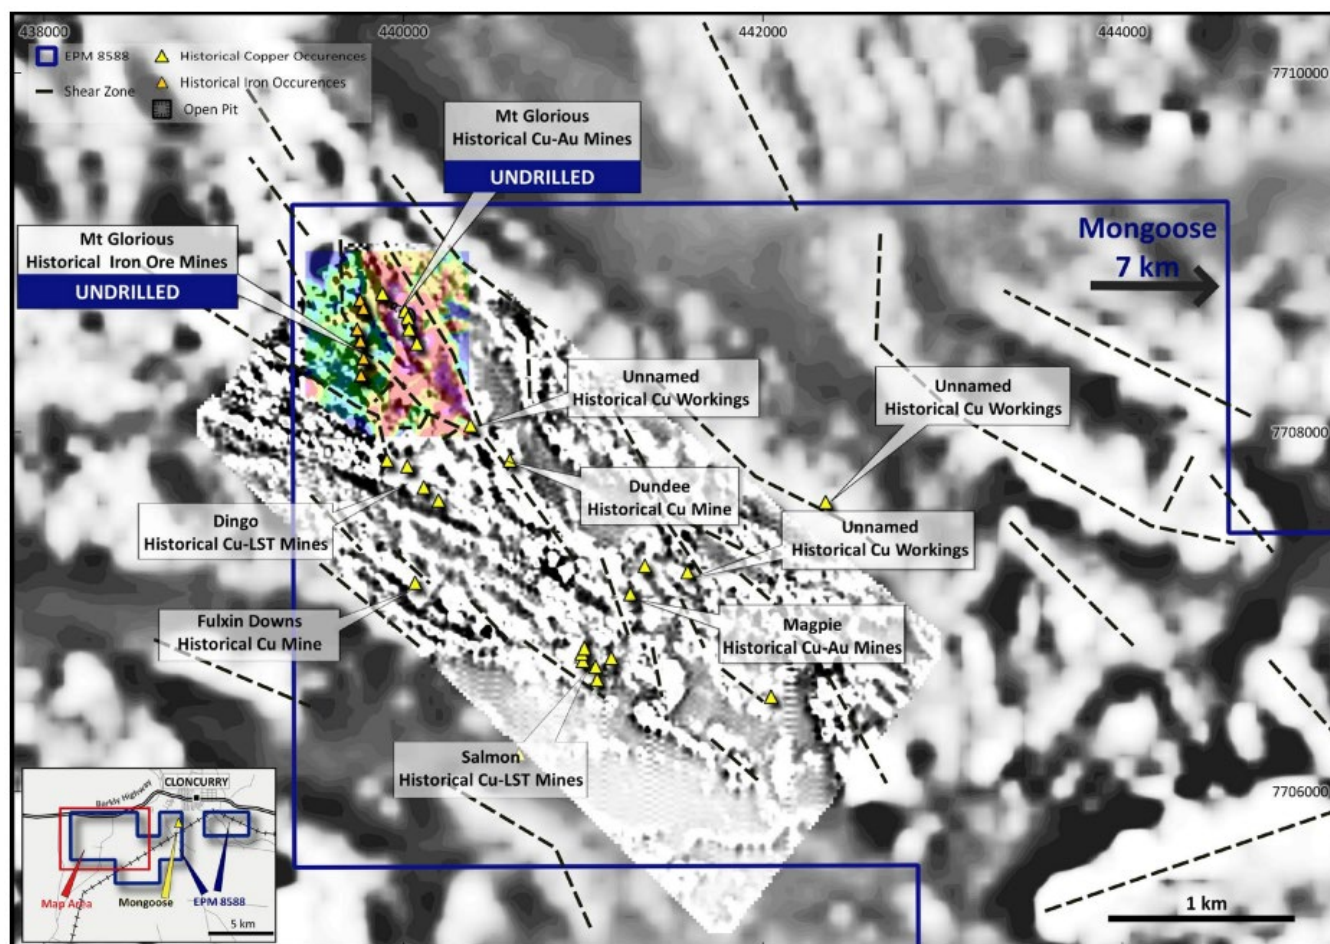 438000
440000
442000
444000
EPM 8588
Historical Copper Occurences
Shear Zone
Historical Iron Occurences
Open Pit
7710000
Mt Glorious
Historical Cu-Au Mines
UNDRILLED
Mt Glorious
Historical Iron Ore Mines
UNDRILLED
Mongoose
7 km
Unnamed
Historical Cu Workings
Unnamed
Historical Cu Workings
7708000
Dundee
Historical Cu Mine
Dingo
Historical Cu-LST Mines
Unnamed
Historical Cu Workings
Fulxin Downs
Historical Cu Mine
Magpie
Historical Cu-Au Mines
Salmon
Historical Cu-LST Mines
7706000
CLONCURRY
Barkly Highway
Map Area
Mongoose
EPM 8588
5 km
1 km